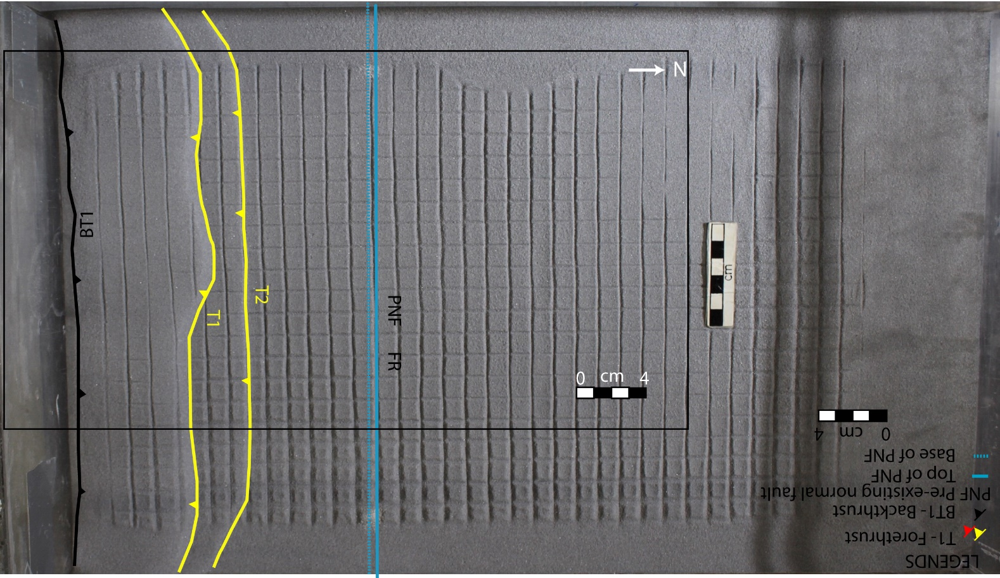 N
BT1
T2
T1
PNF FR
cm
0 cm 4
0 cm 4
Base of PNF
Top of PNF
PNF Pre-existing normal fault
BT1 - Backthrust
T1 - Forethrust
LEGENDS